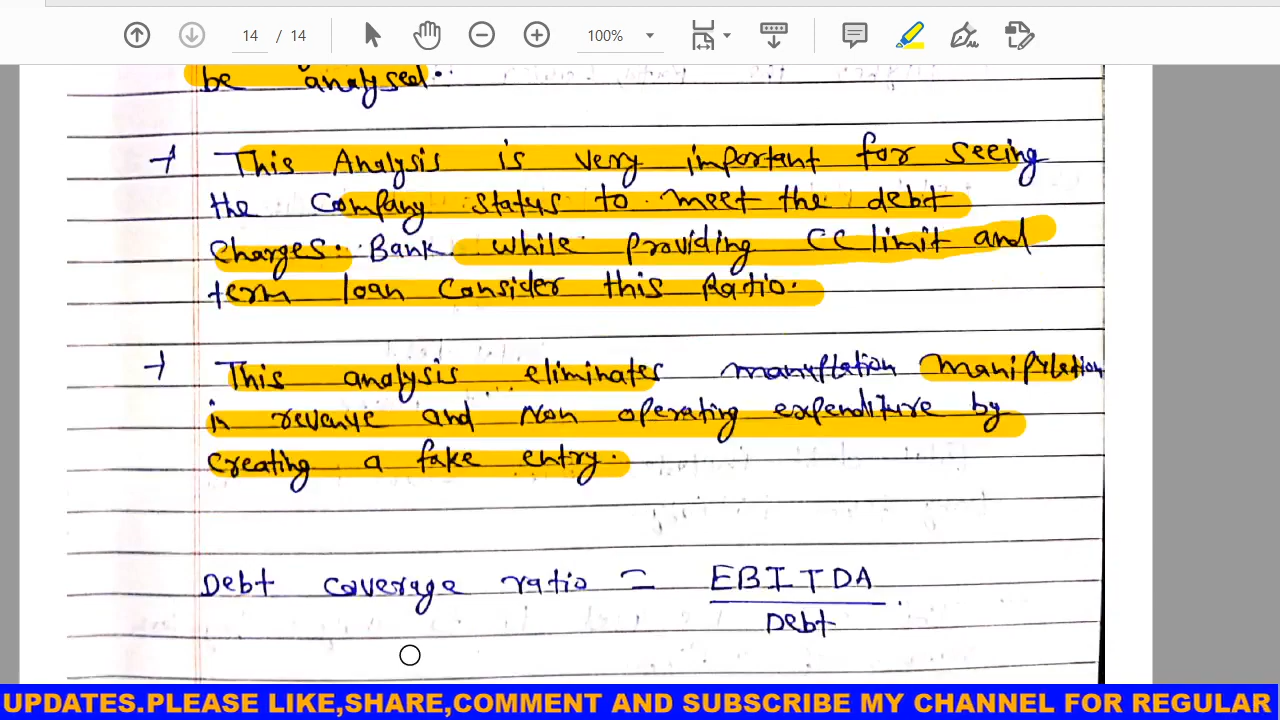 14 / 14
100%
be analysed.
→ This Analysis is very important for seeing
the Company status to meet the debt
Charges. Bank while providing CC limit and
term loan Consider this Ratio.
→ This analysis eliminates maniflation maniplation
in revenue and Non operating expenditure by
creating a fake entry.
Debt coverage ratio = EBITDA
Debt
UPDATES.PLEASE LIKE,SHARE,COMMENT AND SUBSCRIBE MY CHANNEL FOR REGULAR